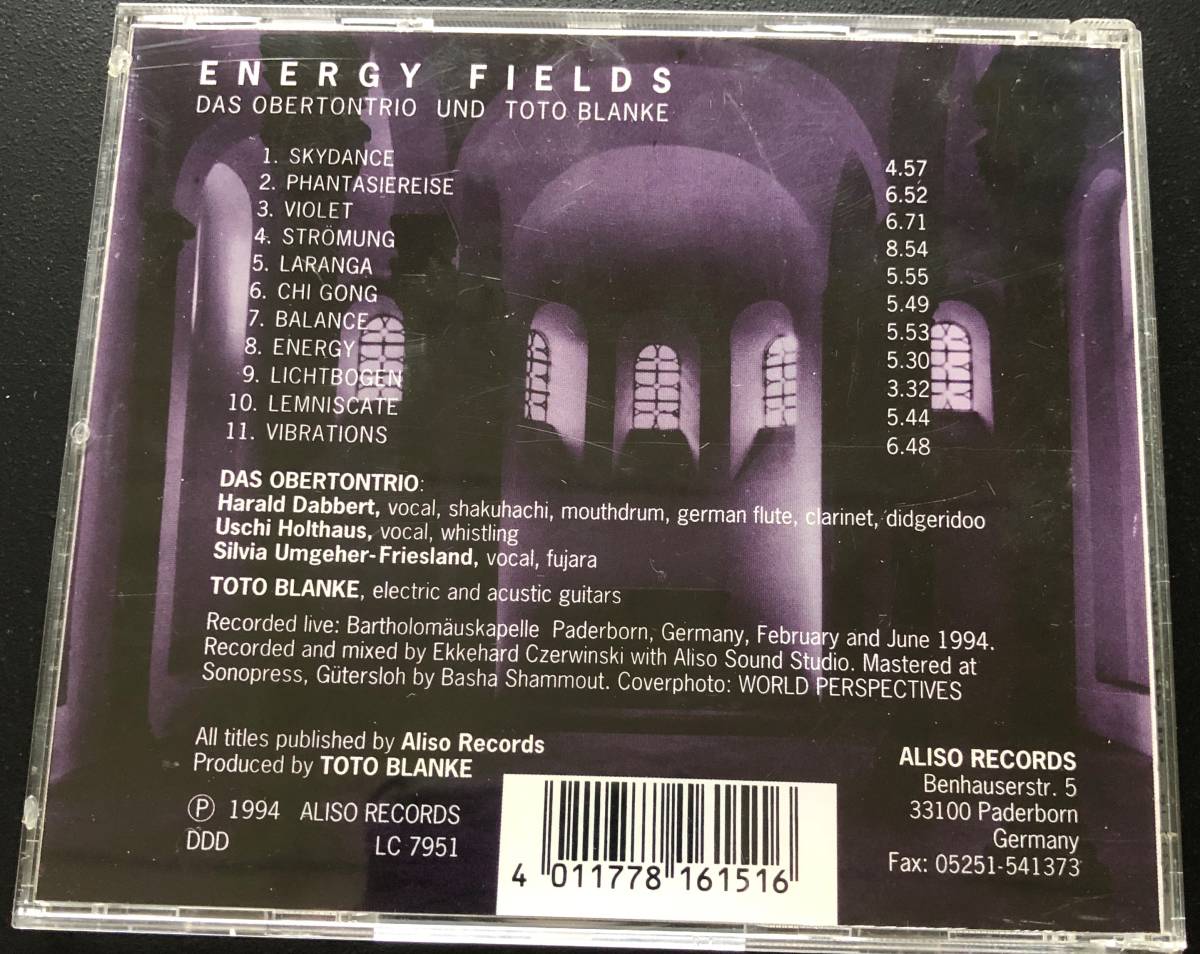 ENERGY FIELDS
DAS OBERTONTRIO UND TOTO BLANKE
1. SKYDANCE 4.57
2. PHANTASIEREISE 6.52
3. VIOLET 6.71
4. STRÖMUNG 8.54
5. LARANGA 5.55
6. CHI GONG 5.49
7. BALANCE 5.53
8. ENERGY 5.30
9. LICHTBOGEN 3.32
10. LEMNISCATE 5.44
11. VIBRATIONS 6.48
DAS OBERTONTRIO:
Harald Dabbert, vocal, shakuhachi, mouthdrum, german flute, clarinet, didgeridoo
Uschi Holthaus, vocal, whistling
Silvia Umgeher-Friesland, vocal, fujara
TOTO BLANKE, electric and acustic guitars
Recorded live: Bartholomäuskapelle Paderborn, Germany, February and June 1994.
Recorded and mixed by Ekkehard Czerwinski with Aliso Sound Studio. Mastered at
Sonopress, Gütersloh by Basha Shammout. Coverphoto: WORLD PERSPECTIVES
All titles published by Aliso Records
Produced by TOTO BLANKE
Ⓟ 1994 ALISO RECORDS
DDD LC 7951
4 011778 161516
ALISO RECORDS
Benhauserstr. 5
33100 Paderborn
Germany
Fax: 05251-541373